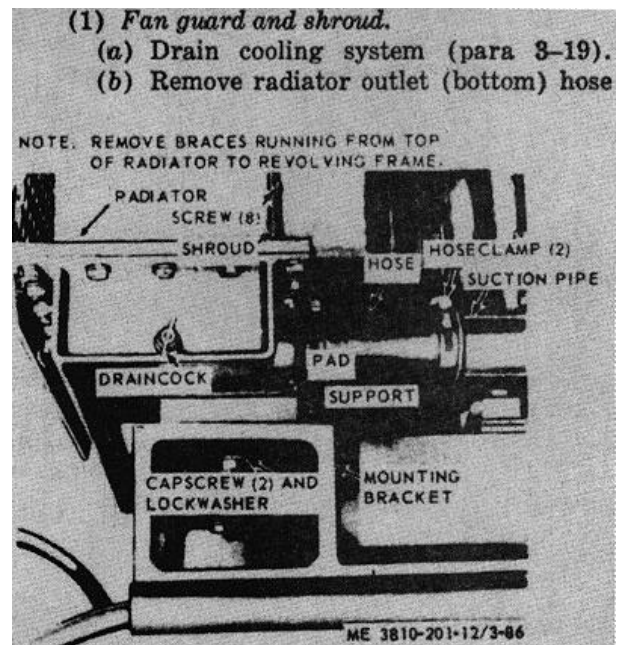 (1) Fan guard and shroud.
(a) Drain cooling system (para 3–19).
(b) Remove radiator outlet (bottom) hose
NOTE. REMOVE BRACES RUNNING FROM TOP
OF RADIATOR TO REVOLVING FRAME.
RADIATOR
SCREW (8)
SHROUD
HOSE
HOSECLAMP (2)
SUCTION PIPE
PAD
DRAINCOCK
SUPPORT
CAPSCREW (2) AND
LOCKWASHER
MOUNTING
BRACKET
ME 3810-201-12/3-86